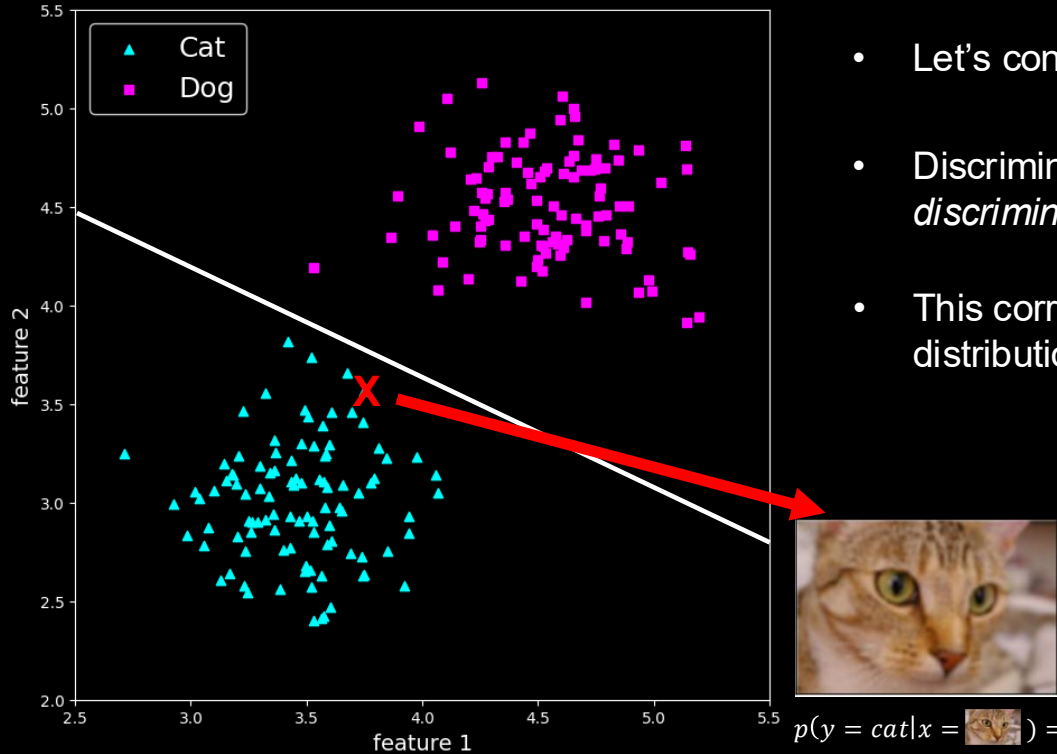 5.5
5.0
4.5
4.0
3.5
3.0
2.5
2.0
feature 2
Cat
Dog
X
2.5
3.0
3.5
4.0
4.5
5.0
5.5
feature 1
• Let's con
• Discrimin
discrimin
• This corr
distributio
p(y = cat|x = ) =